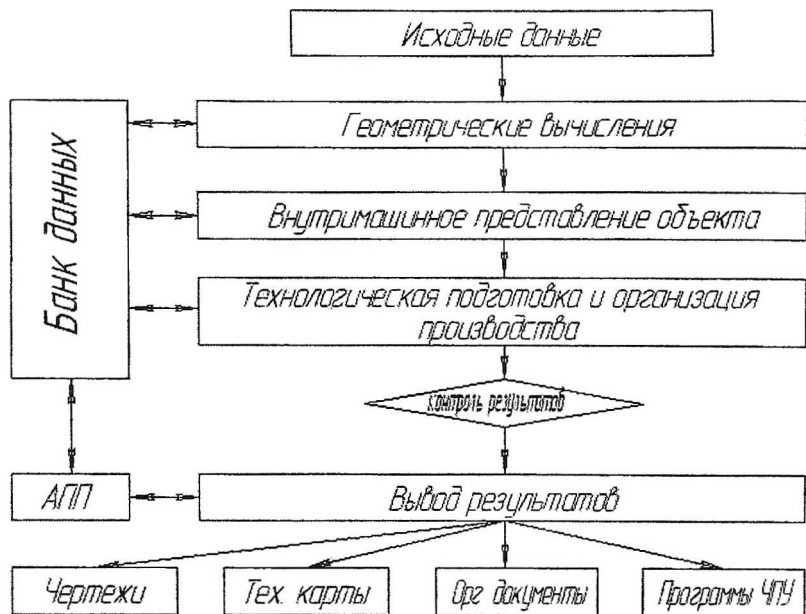 Исходные данные
Банк данных
Геометрические вычисления
Внутримашинное представление объекта
Технологическая подготовка и организация
производства
контроль результатов
АПП
Вывод результатов
Чертежи
Тех. карты
Орг документы
Программы ЧПУ